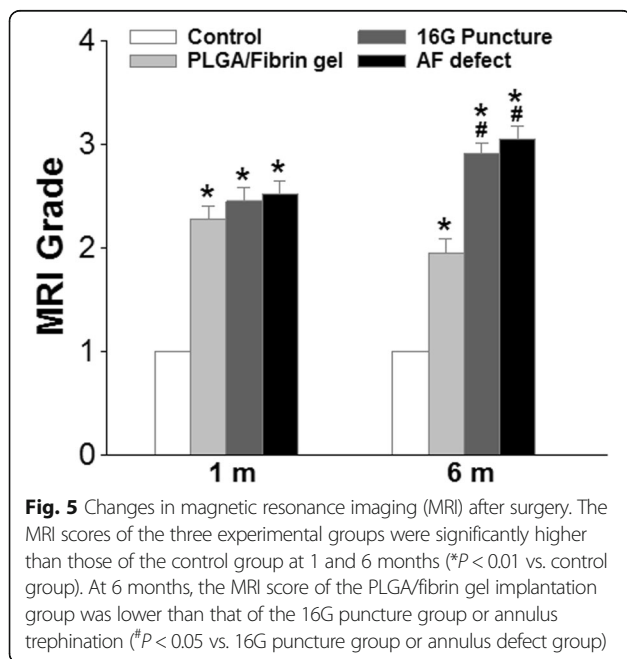 4
Control
16G Puncture
PLGA/Fibrin gel
AF defect
3
2
1
0
MRI Grade
* * *
* * *
# #
1 m
6 m
Fig. 5 Changes in magnetic resonance imaging (MRI) after surgery. The
MRI scores of the three experimental groups were significantly higher
than those of the control group at 1 and 6 months (*P < 0.01 vs. control
group). At 6 months, the MRI score of the PLGA/fibrin gel implantation
group was lower than that of the 16G puncture group or annulus
trephination (#P < 0.05 vs. 16G puncture group or annulus defect group)